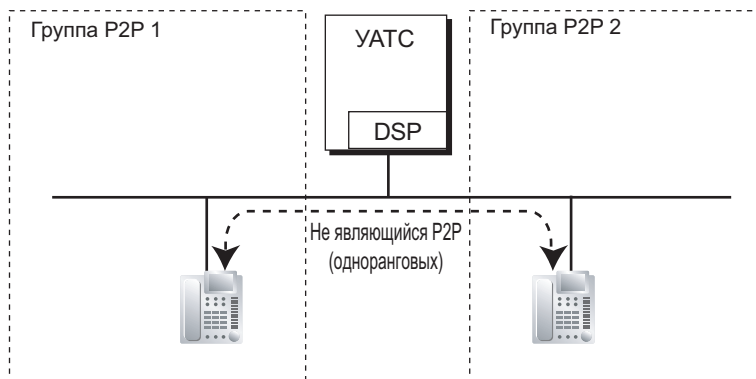 Группа P2P 1
УАТС
Группа P2P 2
DSP
Не являющийся P2P
(одноранговых)